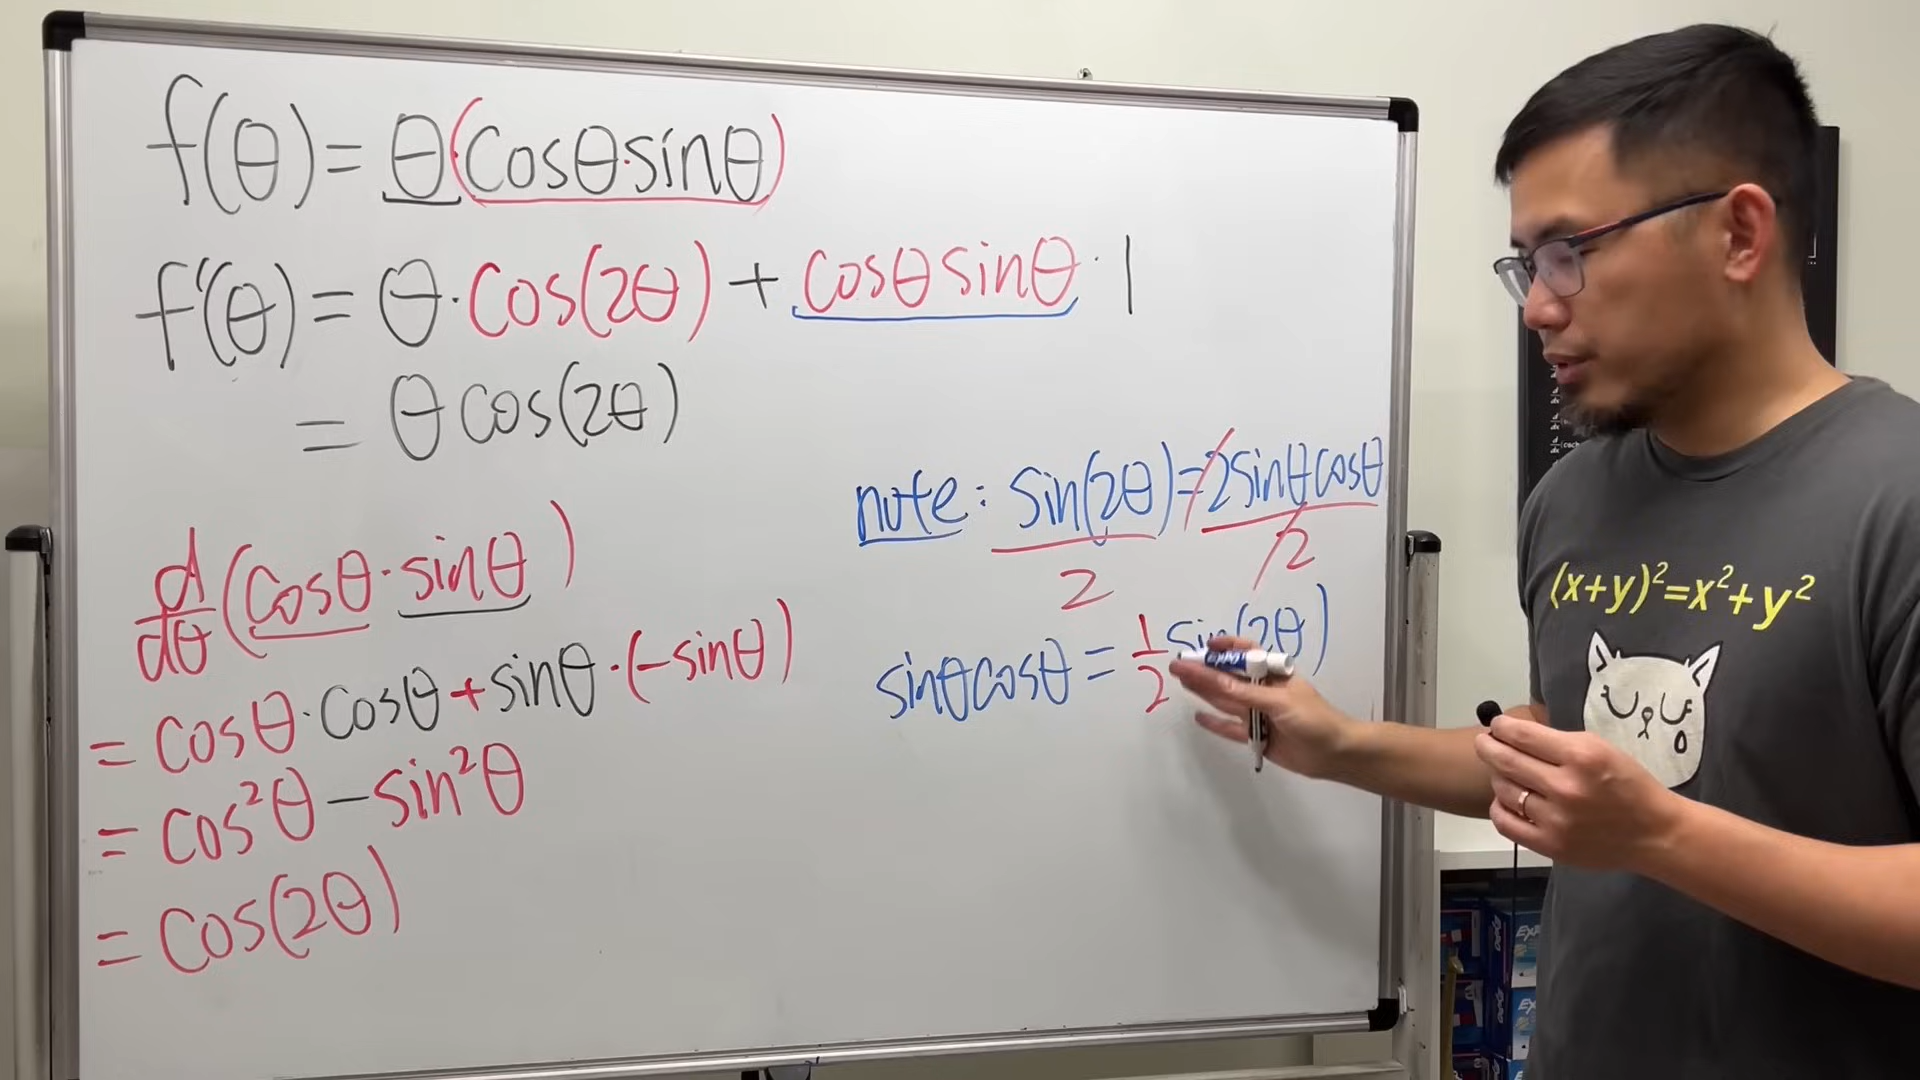 f(θ) = θ(cosθ·sinθ)
f'(θ) = θ·cos(2θ) + cosθ sinθ · 1
= θ cos(2θ)
note: sin(2θ)/2 = 2sinθcosθ/2
sinθcosθ = 1/2 sin(2θ)
d/dθ (cosθ·sinθ)
= cosθ·cosθ + sinθ·(-sinθ)
= cos²θ - sin²θ
= cos(2θ)
(x+y)²=x²+y²